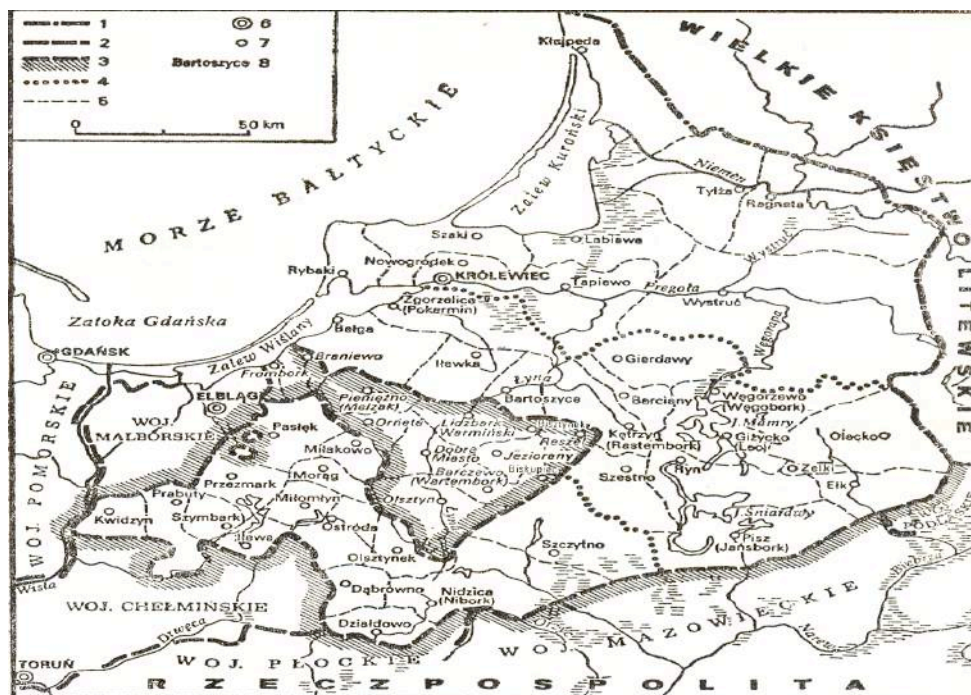 1
2
3
4
5
6
7
Bartoszyce 8
0 50 km
MORZE BAŁTYCKIE
WIELKIE KSIĘSTWO
Kłajpeda
Zalew Kuroński
Niemen
Tylża
Ragneta
Szaki
Labiawa
Wystruć
Nowogródek
Rybaki
KRÓLEWIEC
Tapiewo
Pregoła
Wystruć
Zgorzelica
(Pokarmin)
Zatoka Gdańska
Zalew Wiślany
Bałga
GDAŃSK
Braniewo
Iławka
Gierdawy
Węgorapa
Frombork
Łyna
ELBLĄG
Pieniężno
(Melzak)
Bartoszyce
Barciany
Węgorzewo
(Węgobork)
WOJ. POMORSKIE
WOJ.
MALBORSKIE
Orneta
Lidzbark
Warmiński
Reszel
Kętrzyn
(Rastembork)
J. Mamry
Giżycko
Olecko
Pasłęk
Miłakowo
Dobre
Miasto
Jeziorany
Barczewo
(Wartembork)
Biskupiec
Ryn
Zelki
Ełk
Przezmark
Morąg
Szestno
Prabuty
Miłomłyn
Olsztyn
Kwidzyn
Szymbark
Ostróda
J. Śniardwy
Iława
Pisz
(Jańsbork)
Olsztynek
Szczytno
Wisła
Dąbrówno
Nidzica
(Nibork)
WOJ. CHEŁMIŃSKIE
Drwęca
Działdowo
WOJ. MAZOWIECKIE
WOJ. PŁOCKIE
TORUŃ
RZECZPOSPOLITA